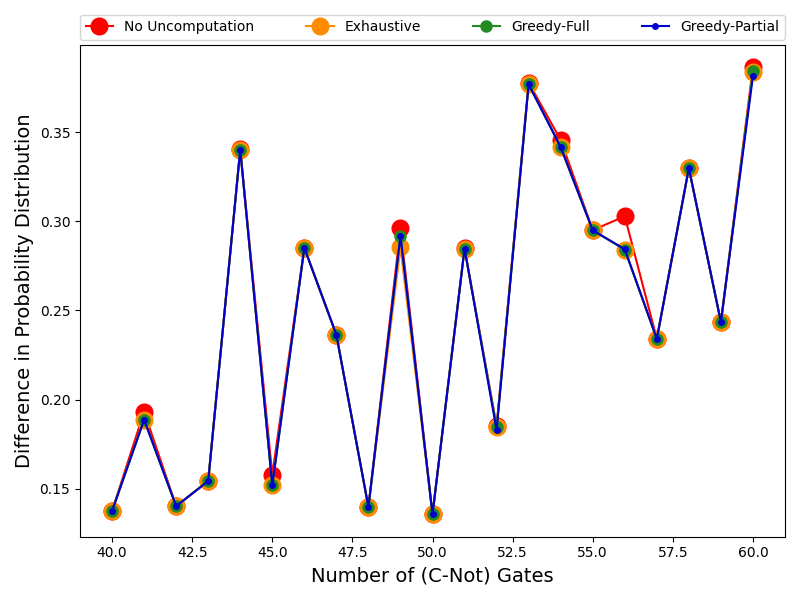 No Uncomputation Exhaustive Greedy-Full Greedy-Partial
Difference in Probability Distribution
0.35
0.30
0.25
0.20
0.15
40.0 42.5 45.0 47.5 50.0 52.5 55.0 57.5 60.0
Number of (C-Not) Gates